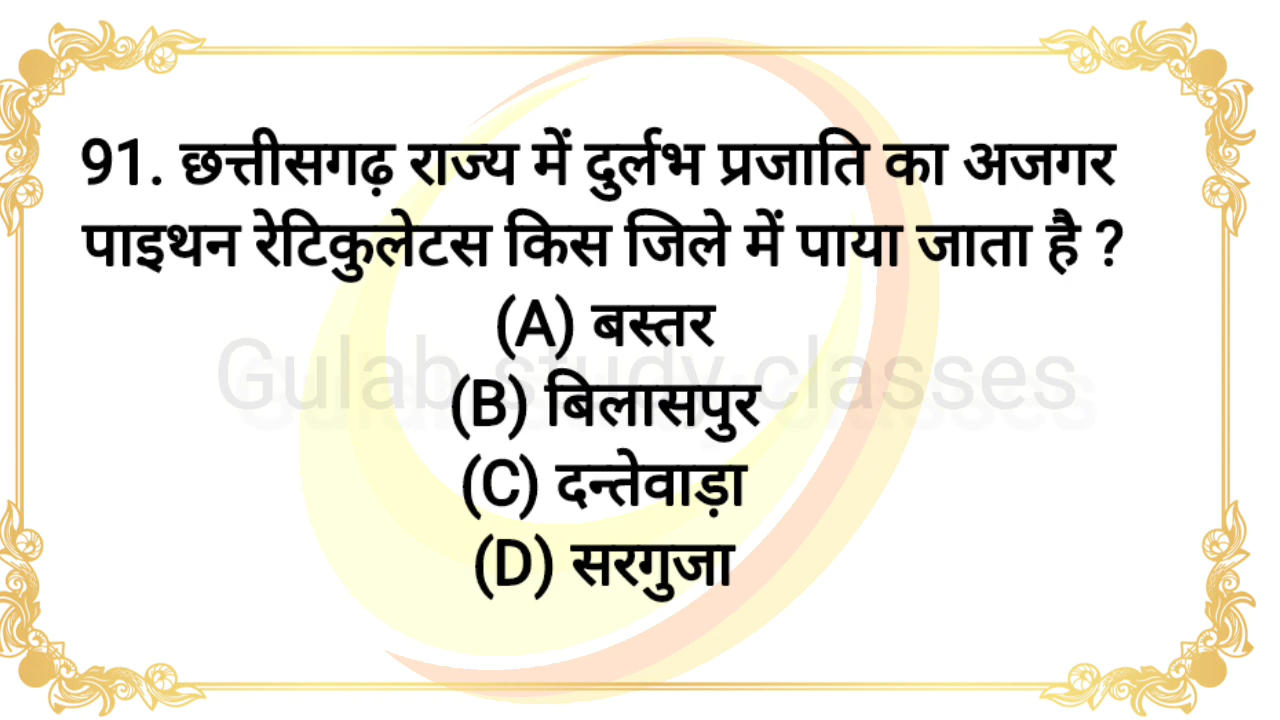 91. छत्तीसगढ़ राज्य में दुर्लभ प्रजाति का अजगर
पाइथन रेटिकुलेटस किस जिले में पाया जाता है ?
(A) बस्तर
Gulab study classes
(B) बिलासपुर
(C) दन्तेवाड़ा
(D) सरगुजा